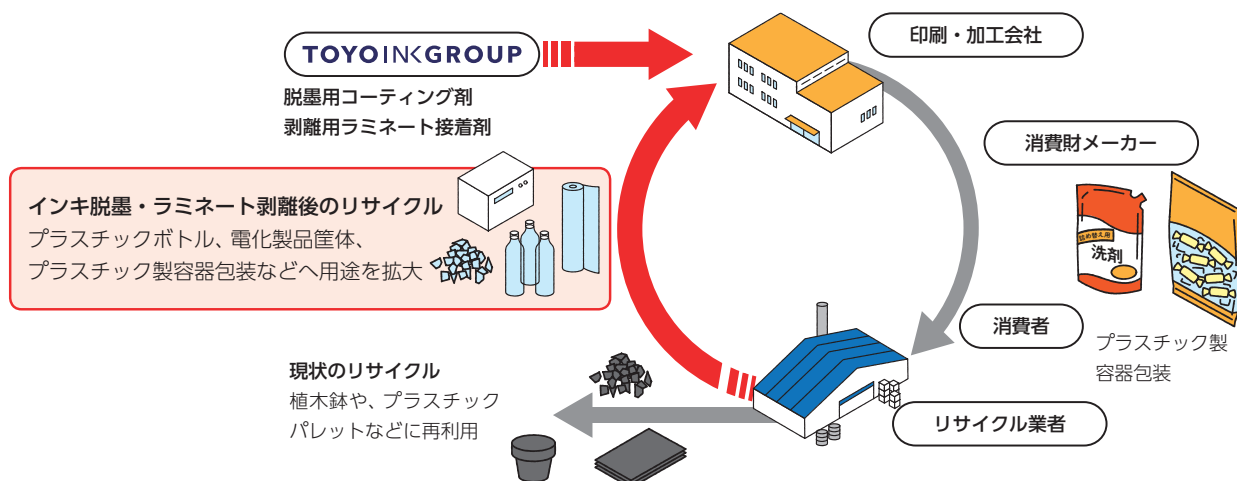 TOYOINKGROUP
脱墨用コーティング剤
剥離用ラミネート接着剤
印刷・加工会社
消費財メーカー
詰め替え用
洗剤
プラスチック製
容器包装
消費者
リサイクル業者
インキ脱墨・ラミネート剥離後のリサイクル
プラスチックボトル、電化製品筐体、
プラスチック製容器包装などへ用途を拡大
現状のリサイクル
植木鉢や、プラスチック
パレットなどに再利用